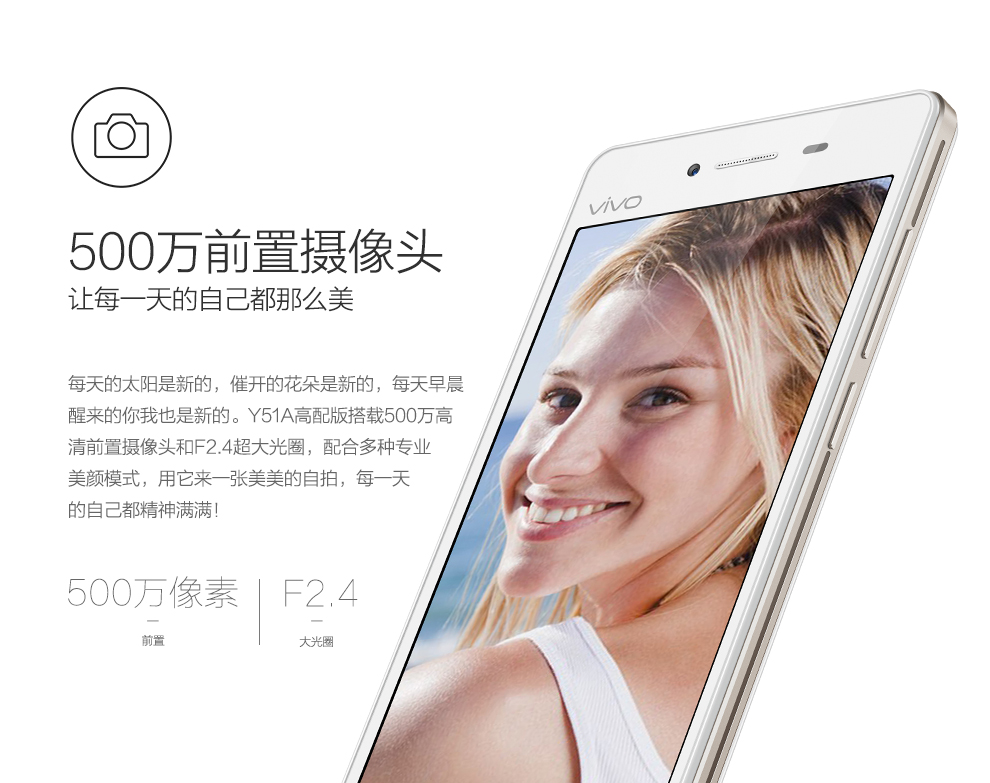 500万前置摄像头
让每一天的自己都那么美
每天的太阳是新的，催开的花朵是新的，每天早晨
醒来的你我也是新的。Y51A高配版搭载500万高
清前置摄像头和F2.4超大光圈，配合多种专业
美颜模式，用它来一张美美的自拍，每一天
的自己都精神满满！
500万像素
前置
F2.4
大光圈
vivo